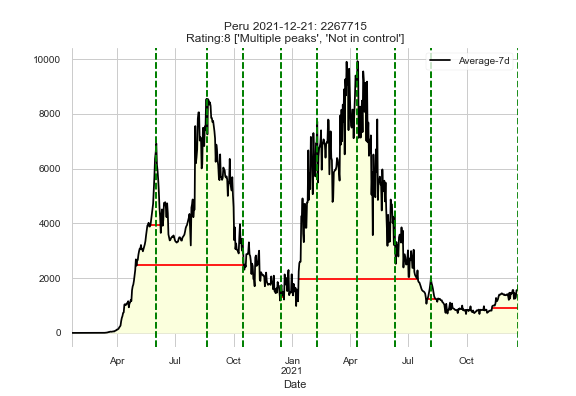 Peru 2021-12-21: 2267715
Rating:8 ['Multiple peaks', 'Not in control']
Average-7d
10000
8000
6000
4000
2000
0
Apr
Jul
Oct
Jan
2021
Apr
Jul
Oct
Date